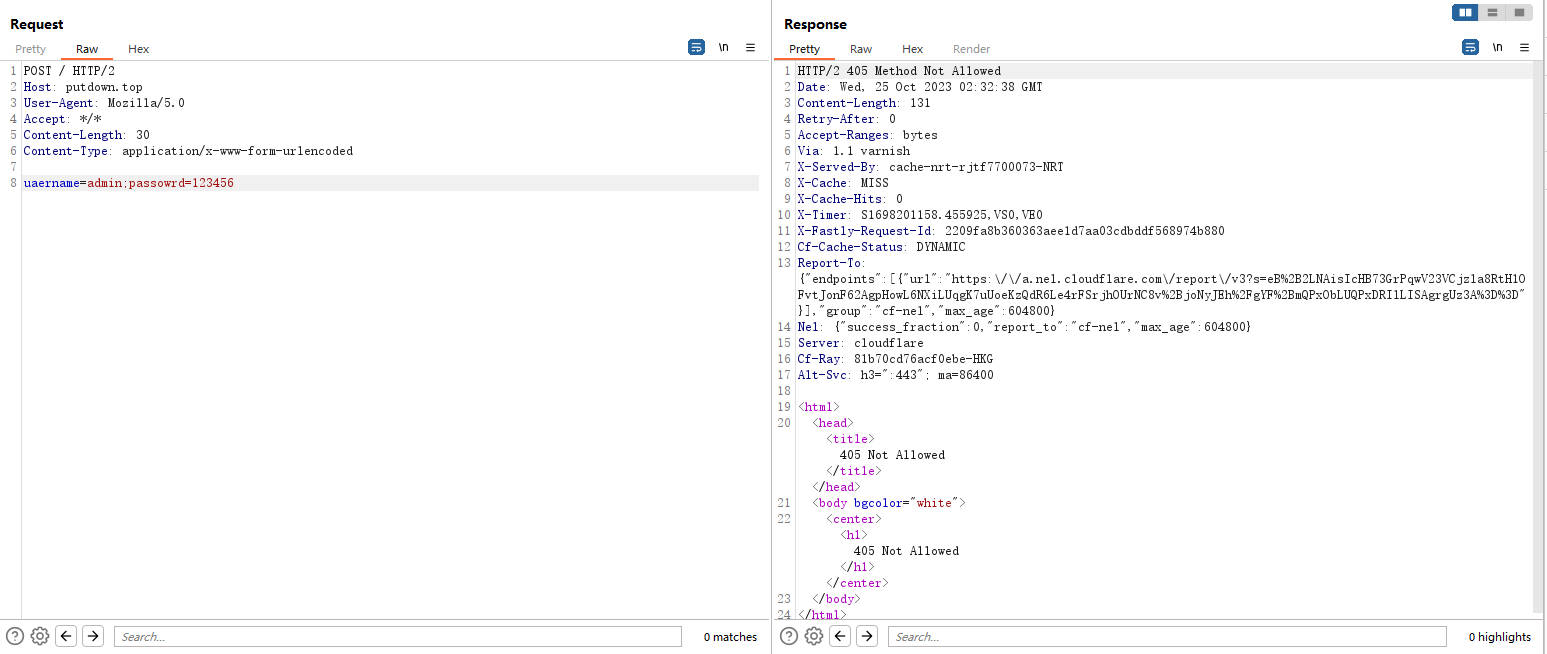 Request
Pretty Raw Hex
\n
1 POST / HTTP/2
2 Host: putdown.top
3 User-Agent: Mozilla/5.0
4 Accept: */*
5 Content-Length: 30
6 Content-Type: application/x-www-form-urlencoded
7
8 uaername=admin;passowrd=123456
Search...
0 matches
Response
Pretty Raw Hex Render
\n
1 HTTP/2 405 Method Not Allowed
2 Date: Wed, 25 Oct 2023 02:32:38 GMT
3 Content-Length: 131
4 Retry-After: 0
5 Accept-Ranges: bytes
6 Via: 1.1 varnish
7 X-Served-By: cache-nrt-rjtf7700073-NRT
8 X-Cache: MISS
9 X-Cache-Hits: 0
10 X-Timer: S1698201158.455925,VS0,VE0
11 X-Fastly-Request-Id: 2209fa8b360363aee1d7aa03cdbddf568974b880
12 Cf-Cache-Status: DYNAMIC
13 Report-To:
{"endpoints":[{"url":"https:\/\/a.nel.cloudflare.com\/report\/v3?s=eB%2B2LNAisIcHB73GrPqwV23VCjz1a8RtH1O
FvtJonF62AgpHowL6NXiLUqgK7uUoeKzQdR6Le4rFSrjhOUrNC8v%2BjoNyJEh%2FgYF%2BmQPxObLUQPxDRI1LISAgrgUz3A%3D%3D"
}],"group":"cf-nel","max_age":604800}
14 Nel: {"success_fraction":0,"report_to":"cf-nel","max_age":604800}
15 Server: cloudflare
16 Cf-Ray: 81b70cd76acf0ebe-HKG
17 Alt-Svc: h3=":443"; ma=86400
18
19 <html>
20 <head>
<title>
405 Not Allowed
</title>
</head>
21 <body bgcolor="white">
22 <center>
<h1>
405 Not Allowed
</h1>
</center>
23 </body>
24 </html>
Search...
0 highlights